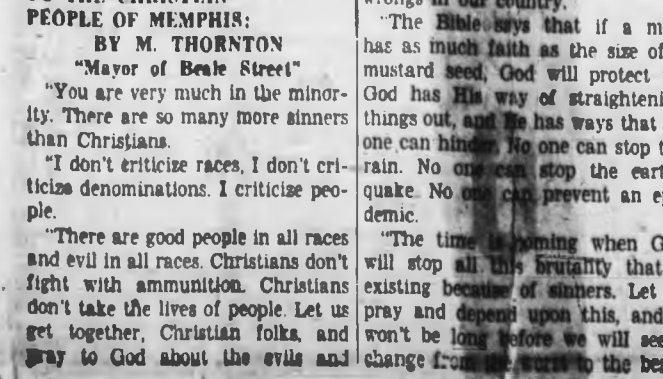 PEOPLE OF MEMPHIS:
BY M. THORNTON
"Mayor of Beale Street"
"You are very much in the minor-
ity. There are so many more sinners
than Christians.
"I don't criticize races, I don't cri-
ticize denominations. I criticize peo-
ple.
"There are good people in all races
and evil in all races. Christians don't
fight with ammunition. Christians
don't take the lives of people. Let us
get together, Christian folks, and
pray to God about the evils and
in our country.
"The Bible says that if a m
has as much faith as the size of
mustard seed, God will protect
God has His way of straighteni
things out, and He has ways that
one can hinder. No one can stop t
rain. No one can stop the eart
quake. No one can prevent an e
demic.
"The time is coming when G
will stop all this brutality that
existing because of sinners. Let
pray and depend upon this, and
won't be long before we will see
change from the worst to the be